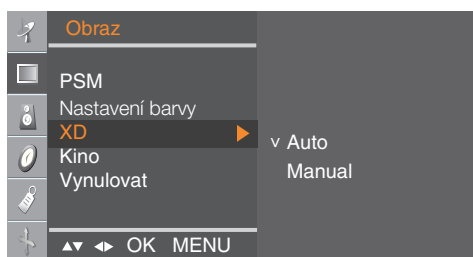 Obraz
PSM
Nastavení barvy
XD
Kino
Vynulovat
v Auto
Manual
OK MENU